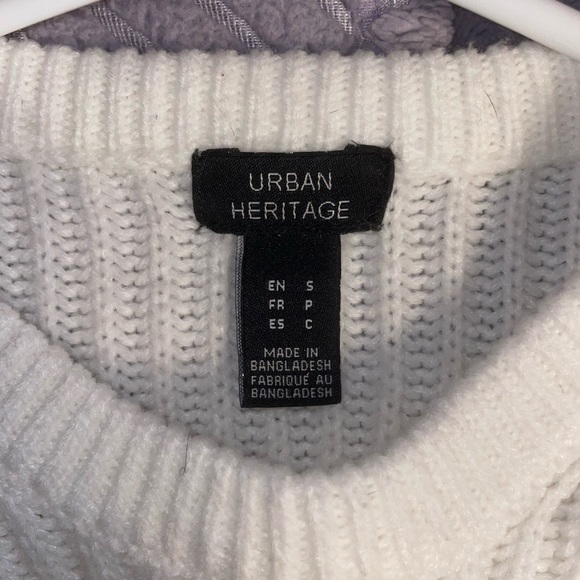 URBAN
HERITAGE
EN S
FR P
ES C
MADE IN
BANGLADESH
FABRIQUÉ AU
BANGLADESH